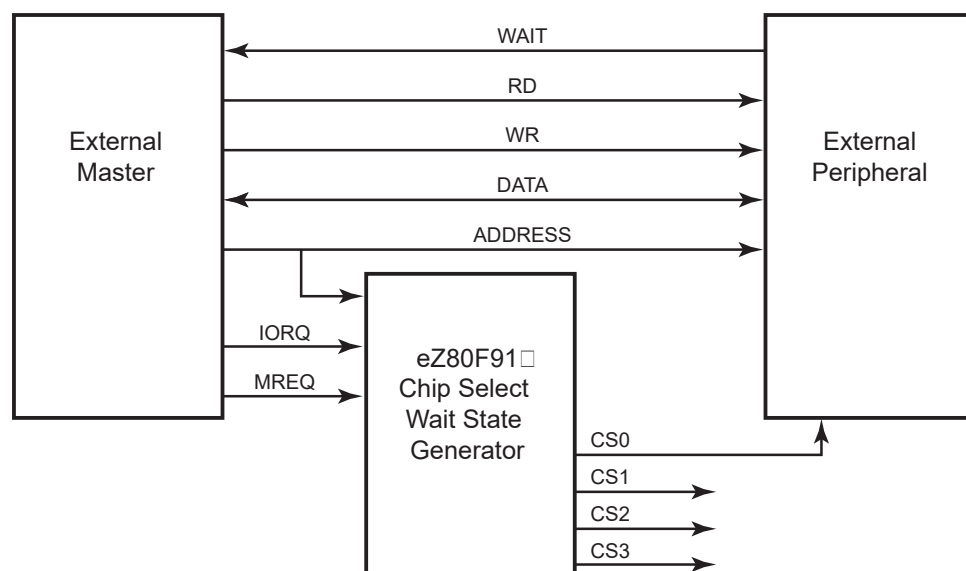 WAIT
RD
WR
DATA
ADDRESS
External
Master
External
Peripheral
IORQ
MREQ
eZ80F91□
Chip Select
Wait State
Generator
CS0
CS1
CS2
CS3